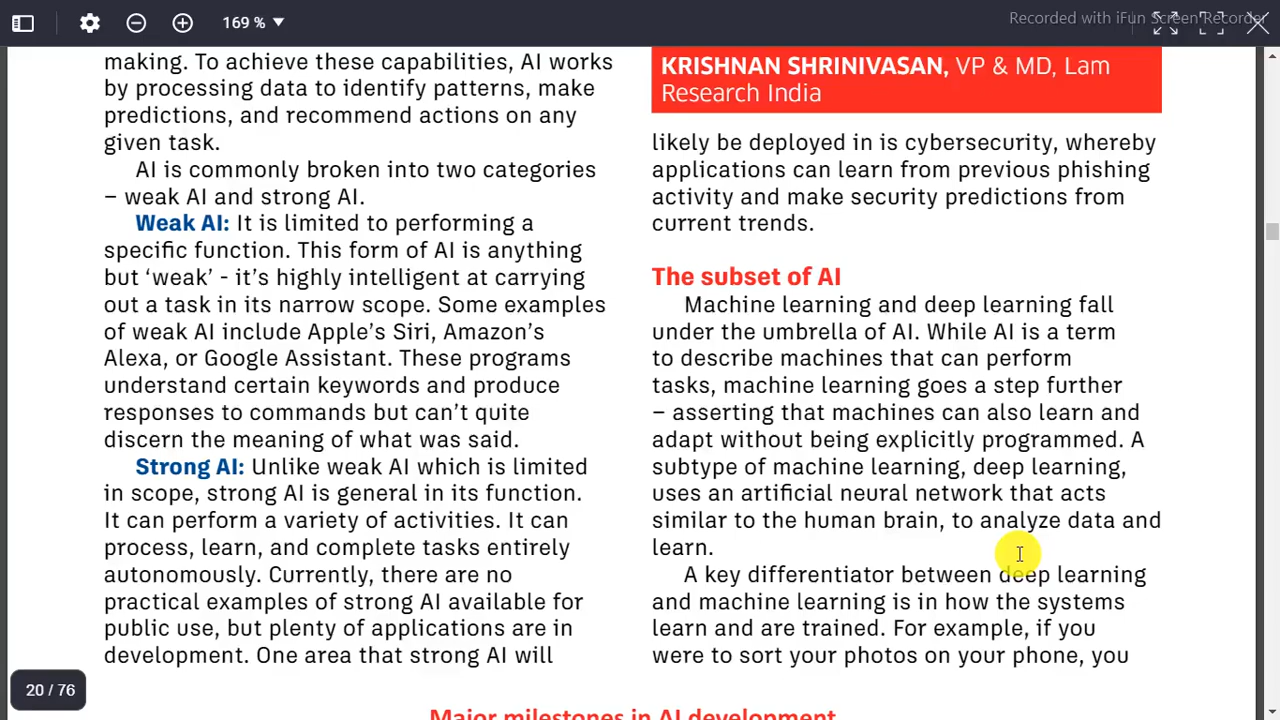 169 %
Recorded with iFun Screen Recorder
making. To achieve these capabilities, AI works
by processing data to identify patterns, make
predictions, and recommend actions on any
given task.
AI is commonly broken into two categories
– weak AI and strong AI.
Weak AI: It is limited to performing a
specific function. This form of AI is anything
but ‘weak’ - it’s highly intelligent at carrying
out a task in its narrow scope. Some examples
of weak AI include Apple’s Siri, Amazon’s
Alexa, or Google Assistant. These programs
understand certain keywords and produce
responses to commands but can’t quite
discern the meaning of what was said.
Strong AI: Unlike weak AI which is limited
in scope, strong AI is general in its function.
It can perform a variety of activities. It can
process, learn, and complete tasks entirely
autonomously. Currently, there are no
practical examples of strong AI available for
public use, but plenty of applications are in
development. One area that strong AI will
KRISHNAN SHRINIVASAN, VP & MD, Lam
Research India
likely be deployed in is cybersecurity, whereby
applications can learn from previous phishing
activity and make security predictions from
current trends.
The subset of AI
Machine learning and deep learning fall
under the umbrella of AI. While AI is a term
to describe machines that can perform
tasks, machine learning goes a step further
– asserting that machines can also learn and
adapt without being explicitly programmed. A
subtype of machine learning, deep learning,
uses an artificial neural network that acts
similar to the human brain, to analyze data and
learn.
A key differentiator between deep learning
and machine learning is in how the systems
learn and are trained. For example, if you
were to sort your photos on your phone, you
20 / 76
Major milestones in AI development